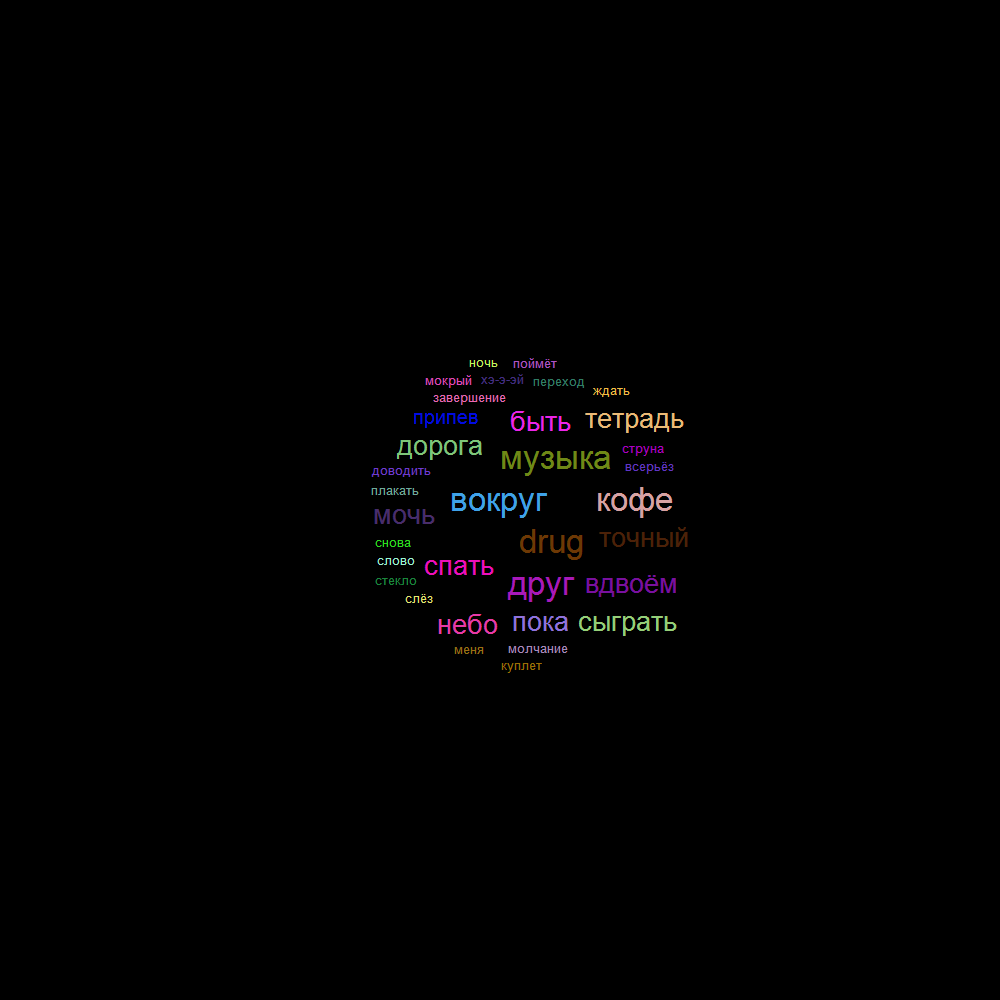 ночь поймёт
мокрый хэ-э-эй переход
ждать
завершение
припев быть тетрадь
дорога музыка струна
всерьёз
доводить
плакать вокруг кофе
мочь
drug точный
снова
слово спать
стекло друг вдвоём
слёз
небо пока сыграть
меня молчание
куплет